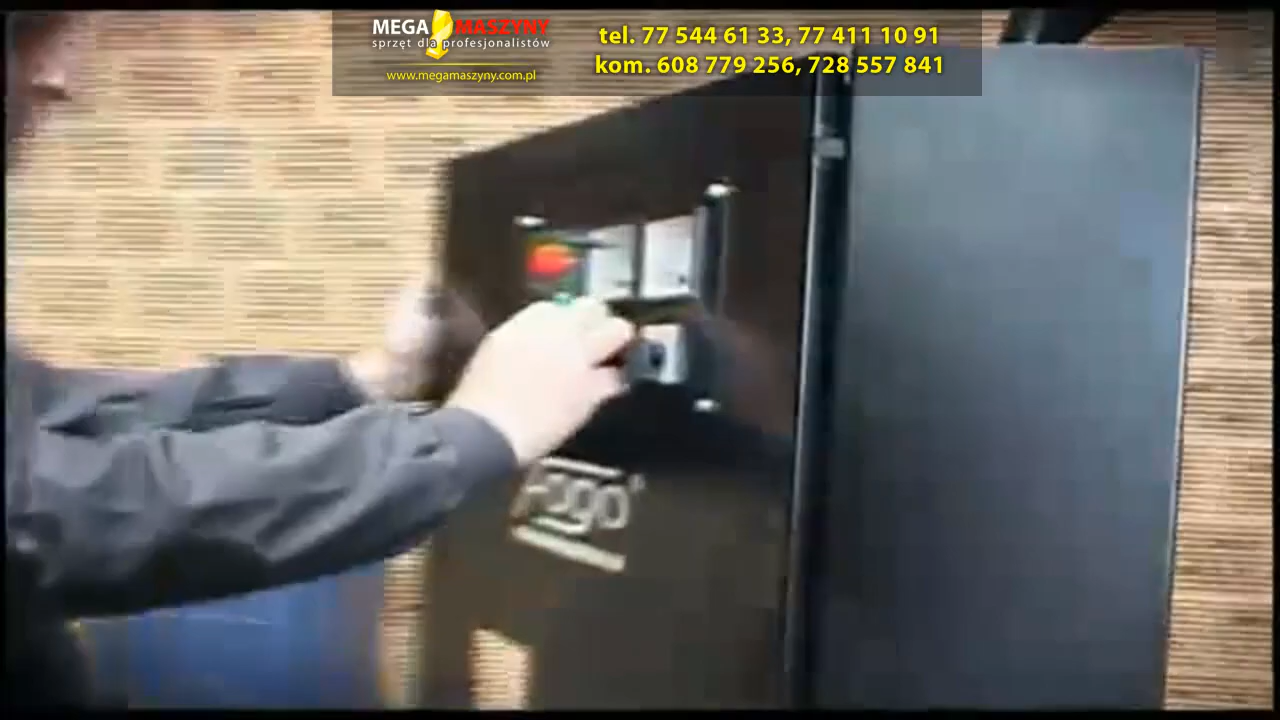 MEGA MASZYNY
sprzęt dla profesjonalistów
www.megamaszyny.com.pl
tel. 77 544 61 33, 77 411 10 91
kom. 608 779 256, 728 557 841
Fogo